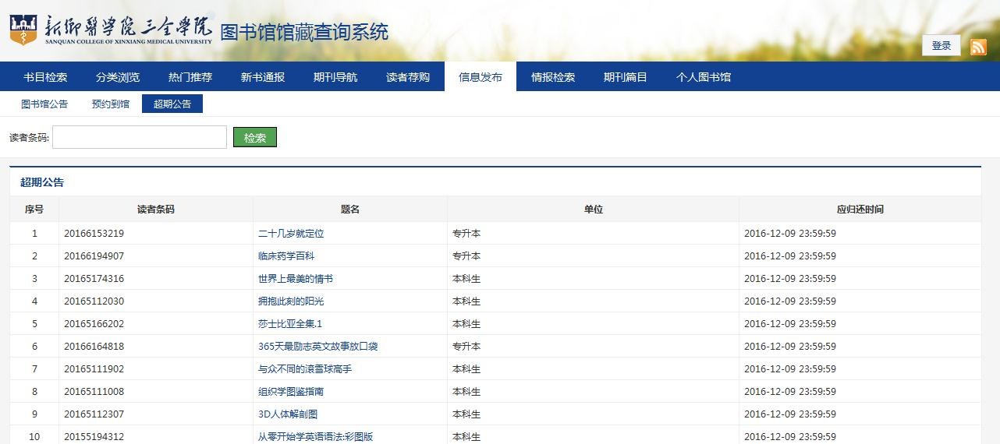 新乡医学院三全学院 图书馆馆藏查询系统
SANQUAN COLLEGE OF XINXIANG MEDICAL UNIVERSITY
登录
书目检索 分类浏览 热门推荐 新书通报 期刊导航 读者荐购 信息发布 情报检索 期刊篇目 个人图书馆
图书馆公告 预约到馆 超期公告
读者条码: 检索
超期公告
序号 读者条码 题名 单位 应归还时间
1 20166153219 二十几岁就定位 专升本 2016-12-09 23:59:59
2 20166194907 临床药学百科 专升本 2016-12-09 23:59:59
3 20165174316 世界上最美的情书 本科生 2016-12-09 23:59:59
4 20165112030 拥抱此刻的阳光 本科生 2016-12-09 23:59:59
5 20165166202 莎士比亚全集.1 本科生 2016-12-09 23:59:59
6 20166164818 365天最励志英文故事放口袋 专升本 2016-12-09 23:59:59
7 20165111902 与众不同的滚雪球高手 本科生 2016-12-09 23:59:59
8 20165111008 组织学图鉴指南 本科生 2016-12-09 23:59:59
9 20165112307 3D人体解剖图 本科生 2016-12-09 23:59:59
10 20155194312 从零开始学英语语法:彩图版 本科生 2016-12-09 23:59:59